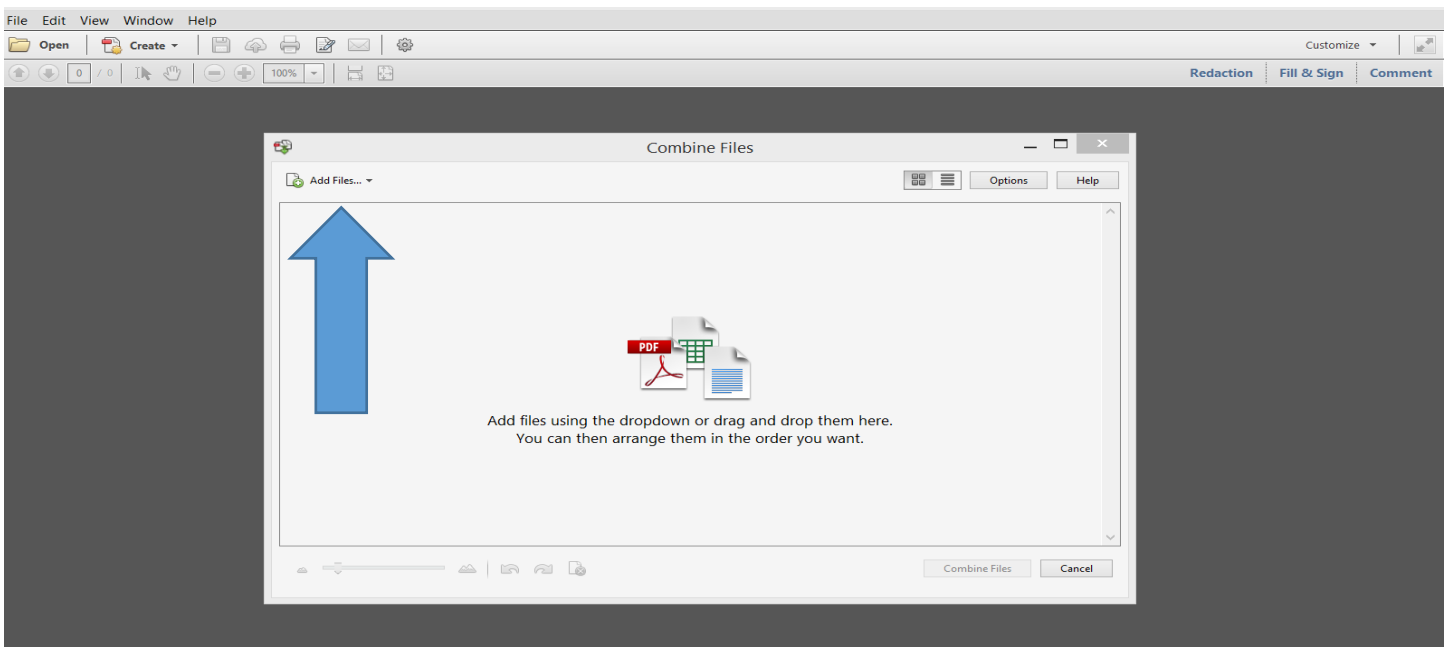 File Edit View Window Help
Open Create Customize
0 / 0 100% Redaction Fill & Sign Comment
Combine Files
Add Files... Options Help
PDF
Add files using the dropdown or drag and drop them here.
You can then arrange them in the order you want.
Combine Files Cancel